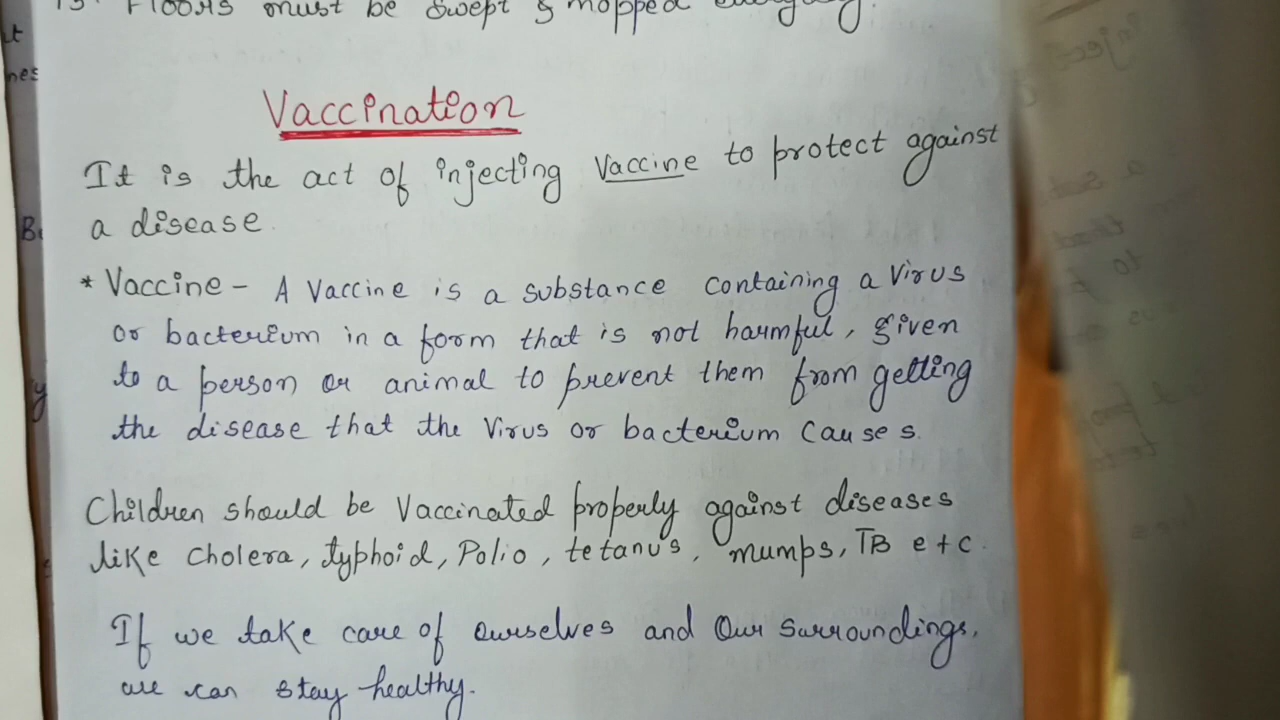 Floors must be swept & mopped everyday.
Vaccination
It is the act of injecting Vaccine to protect against
a disease.
* Vaccine - A Vaccine is a substance containing a Virus
or bacterium in a form that is not harmful, given
to a person or animal to prevent them from getting
the disease that the Virus or bacterium causes.
Children should be Vaccinated properly against diseases
like cholera, typhoid, Polio, tetanus, mumps, TB etc.
If we take care of ourselves and our surroundings,
we can stay healthy.